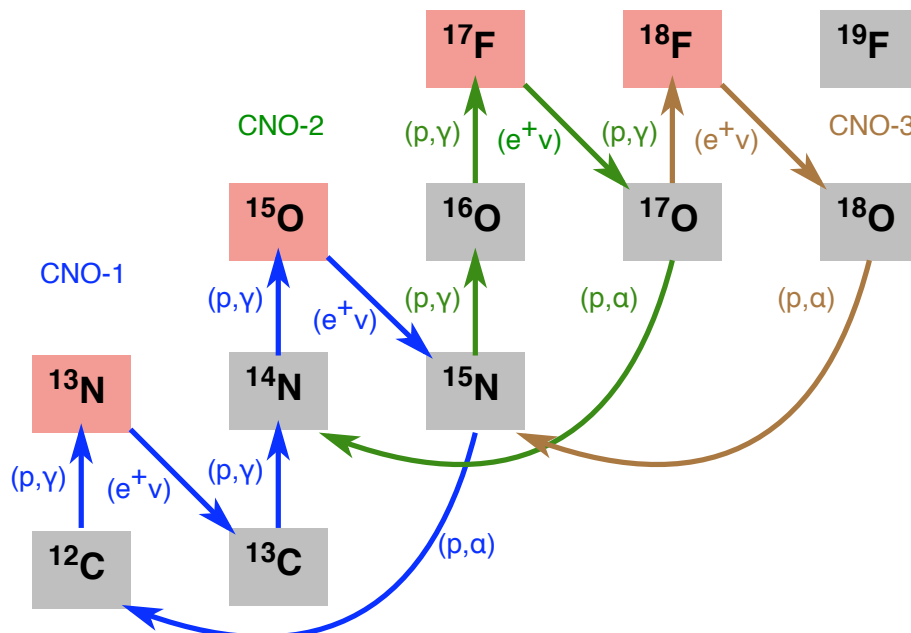 17F 18F 19F
CNO-2 (p,γ) (e+ν) (p,γ) (e+ν) CNO-3
15O 16O 17O 18O
CNO-1
(p,γ) (e+ν) (p,γ) (p,α) (p,α)
13N 14N 15N
(p,γ) (e+ν) (p,γ)
(p,α)
12C 13C